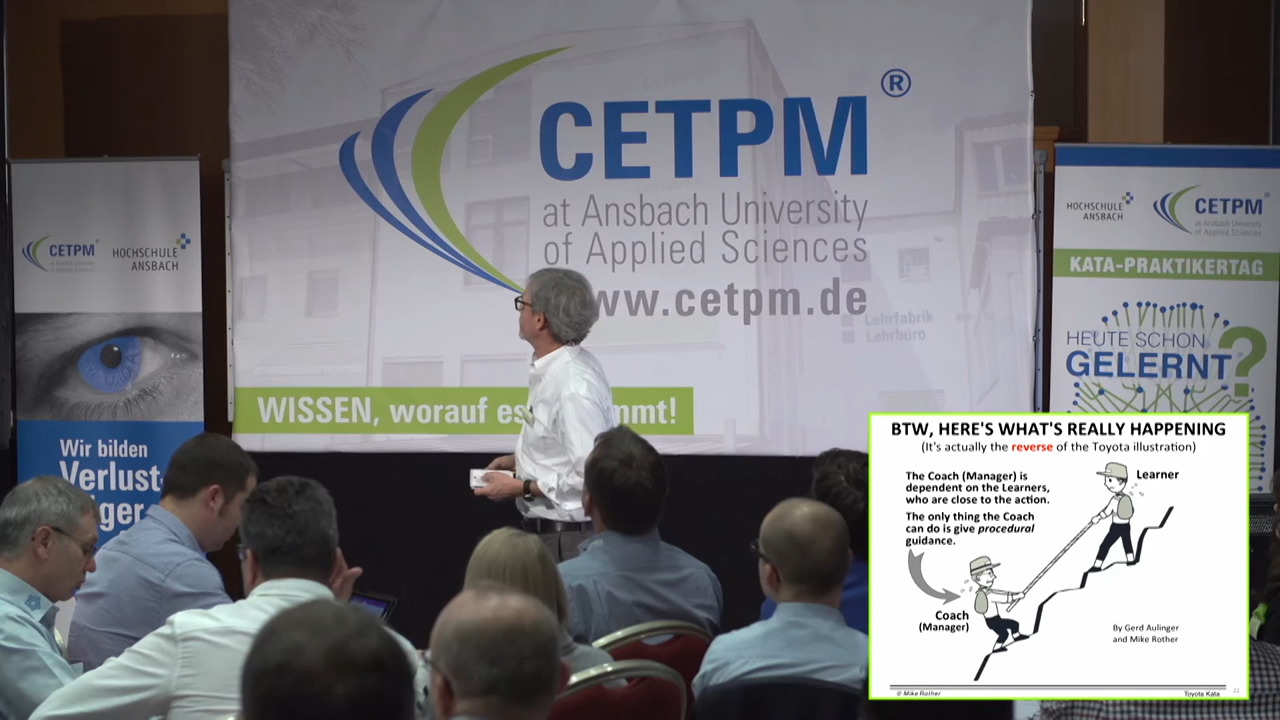 CETPM®
at Ansbach University
of Applied Sciences
www.cetpm.de
Lehrfabrik
Lehrbüro
WISSEN, worauf es
mmt!
CETPM
HOCHSCHULE
ANSBACH
Wir bilden
Verlust-
HOCHSCHULE
ANSBACH
CETPM®
at Ansbach University
of Applied Sciences
KATA-PRAKTIKERTAG
HEUTE SCHON
GELERNT?
BTW, HERE'S WHAT'S REALLY HAPPENING
(It's actually the reverse of the Toyota illustration)
The Coach (Manager) is
dependent on the Learners,
who are close to the action.
The only thing the Coach
can do is give procedural
guidance.
Learner
Coach
(Manager)
By Gerd Aulinger
and Mike Rother
© Mike Rother
Toyota Kata
22